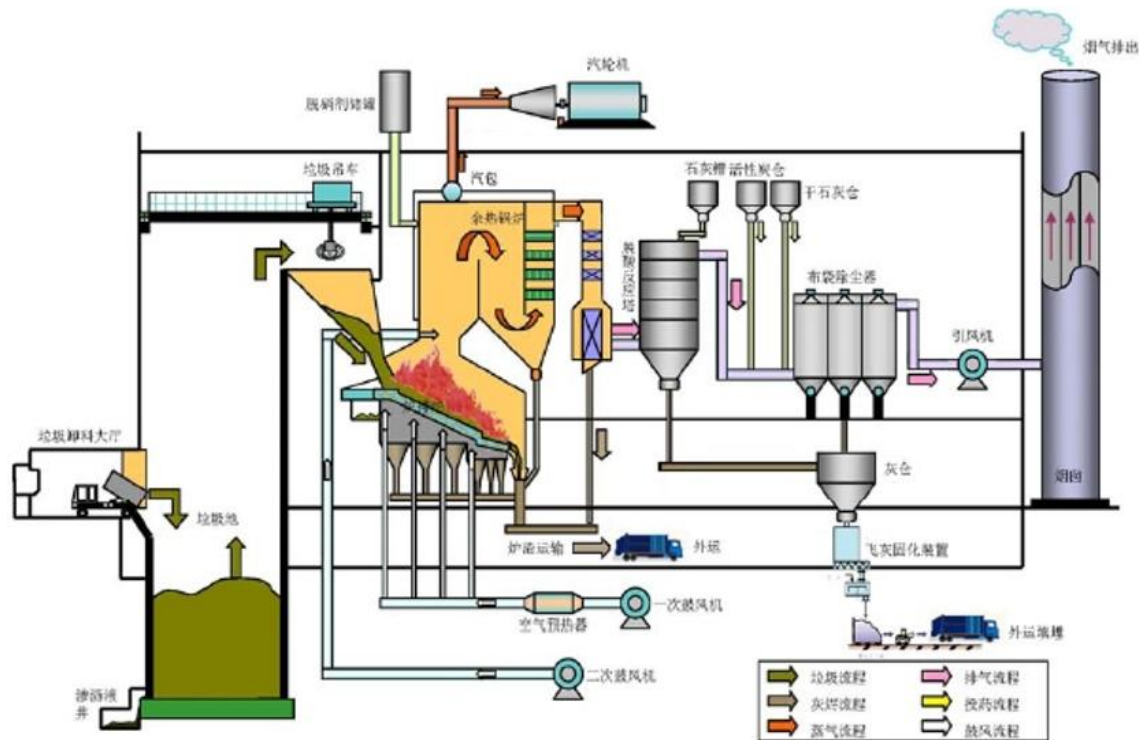 烟气排出
汽轮机
脱硝剂储罐
垃圾吊车
汽包
石灰槽
活性炭仓
干石灰仓
余热锅炉
脱酸反应塔
布袋除尘器
引风机
垃圾卸料大厅
灰仓
烟囱
垃圾池
炉渣运输
外运
飞灰固化装置
空气预热器
一次鼓风机
外运填埋
二次鼓风机
渗沥液
井
垃圾流程
排气流程
灰烬流程
投药流程
蒸气流程
鼓风流程